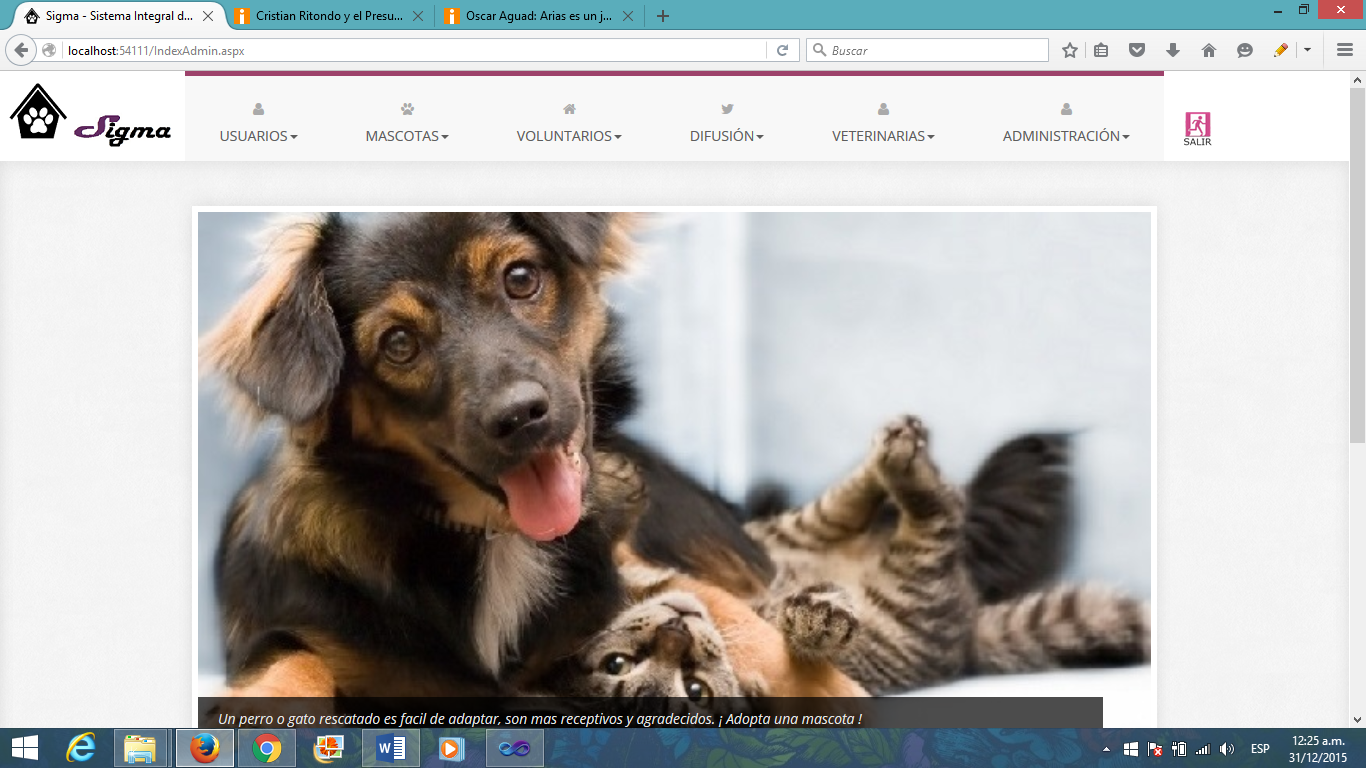 Sigma - Sistema Integral d...
Cristian Ritondo y el Presu...
Oscar Aguad: Arias es un j...
localhost:54111/IndexAdmin.aspx
Buscar
Sigma
USUARIOS
MASCOTAS
VOLUNTARIOS
DIFUSIÓN
VETERINARIAS
ADMINISTRACIÓN
SALIR
Un perro o gato rescatado es facil de adaptar, son mas receptivos y agradecidos. ¡ Adopta una mascota !
ESP
12:25 a.m.
31/12/2015